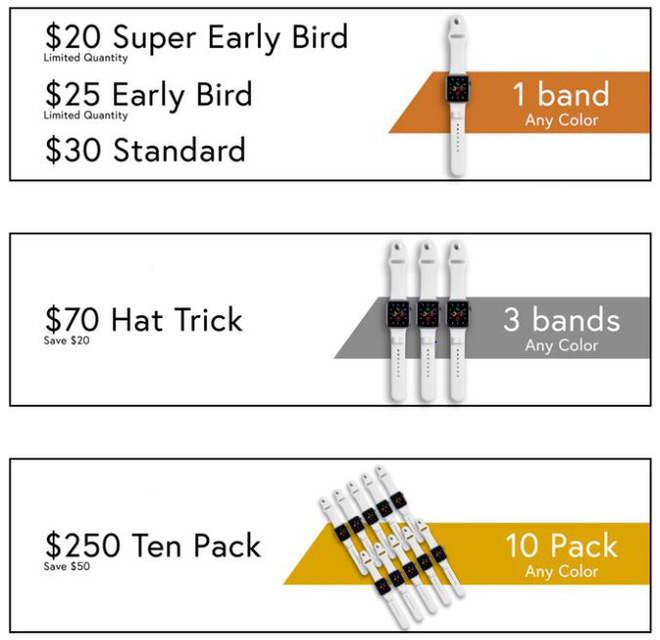 $20 Super Early Bird
Limited Quantity
$25 Early Bird
Limited Quantity
$30 Standard
1 band
Any Color
$70 Hat Trick
Save $20
3 bands
Any Color
$250 Ten Pack
Save $50
10 Pack
Any Color